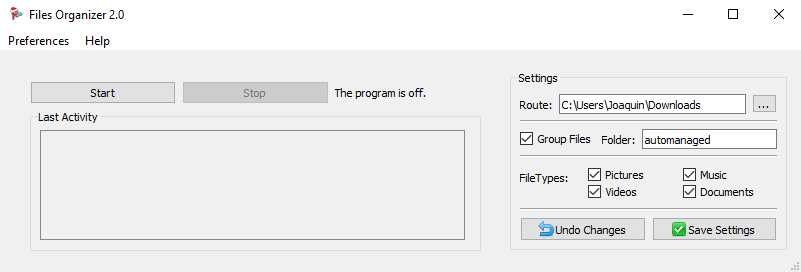 Files Organizer 2.0
Preferences Help
Start Stop The program is off.
Last Activity
Settings
Route: C:\Users\Joaquin\Downloads ...
Group Files Folder: automanaged
FileTypes: Pictures Music
Videos Documents
Undo Changes Save Settings